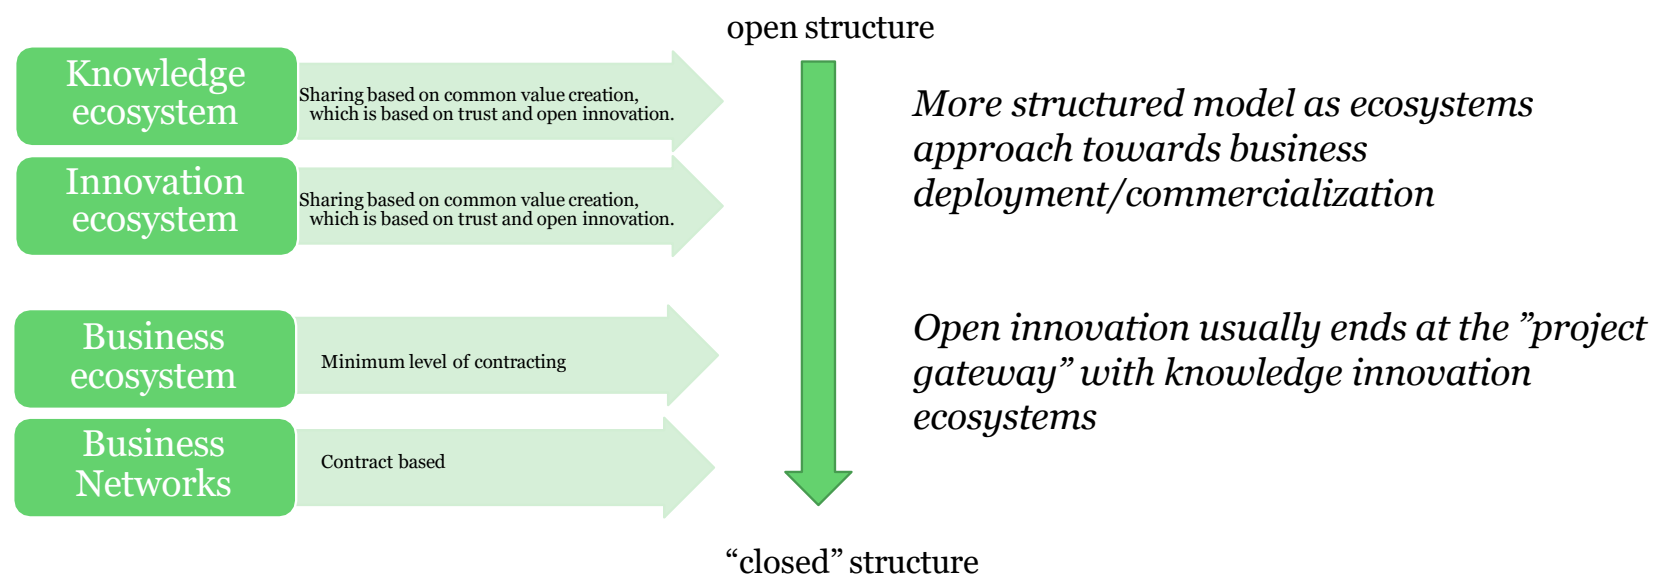 open structure
Knowledge
ecosystem
Sharing based on common value creation,
which is based on trust and open innovation.
Innovation
ecosystem
Sharing based on common value creation,
which is based on trust and open innovation.
More structured model as ecosystems
approach towards business
deployment/commercialization
Business
ecosystem
Minimum level of contracting
Business
Networks
Contract based
Open innovation usually ends at the ”project
gateway” with knowledge innovation
ecosystems
“closed” structure